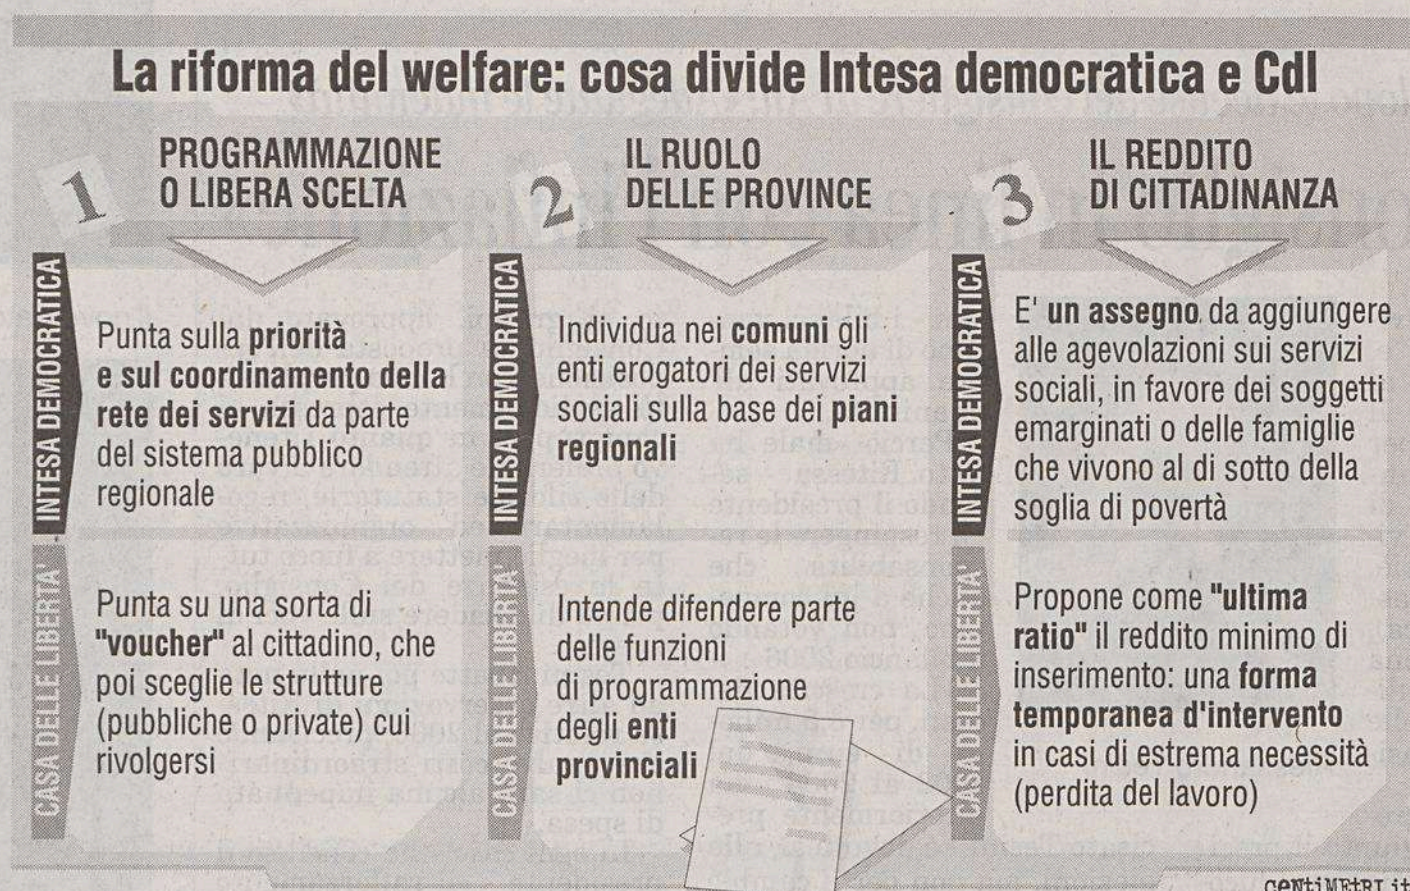 La riforma del welfare: cosa divide Intesa democratica e Cdl
1
PROGRAMMAZIONE
O LIBERA SCELTA
INTESA DEMOCRATICA
Punta sulla priorità
e sul coordinamento della
rete dei servizi da parte
del sistema pubblico
regionale
CASA DELLE LIBERTA'
Punta su una sorta di
"voucher" al cittadino, che
poi sceglie le strutture
(pubbliche o private) cui
rivolgersi
2
IL RUOLO
DELLE PROVINCE
INTESA DEMOCRATICA
Individua nei comuni gli
enti erogatori dei servizi
sociali sulla base dei piani
regionali
CASA DELLE LIBERTA'
Intende difendere parte
delle funzioni
di programmazione
degli enti
provinciali
3
IL REDDITO
DI CITTADINANZA
INTESA DEMOCRATICA
E' un assegno da aggiungere
alle agevolazioni sui servizi
sociali, in favore dei soggetti
emarginati o delle famiglie
che vivono al di sotto della
soglia di povertà
CASA DELLE LIBERTA'
Propone come "ultima
ratio" il reddito minimo di
inserimento: una forma
temporanea d'intervento
in casi di estrema necessità
(perdita del lavoro)
CENTIMETRI.it